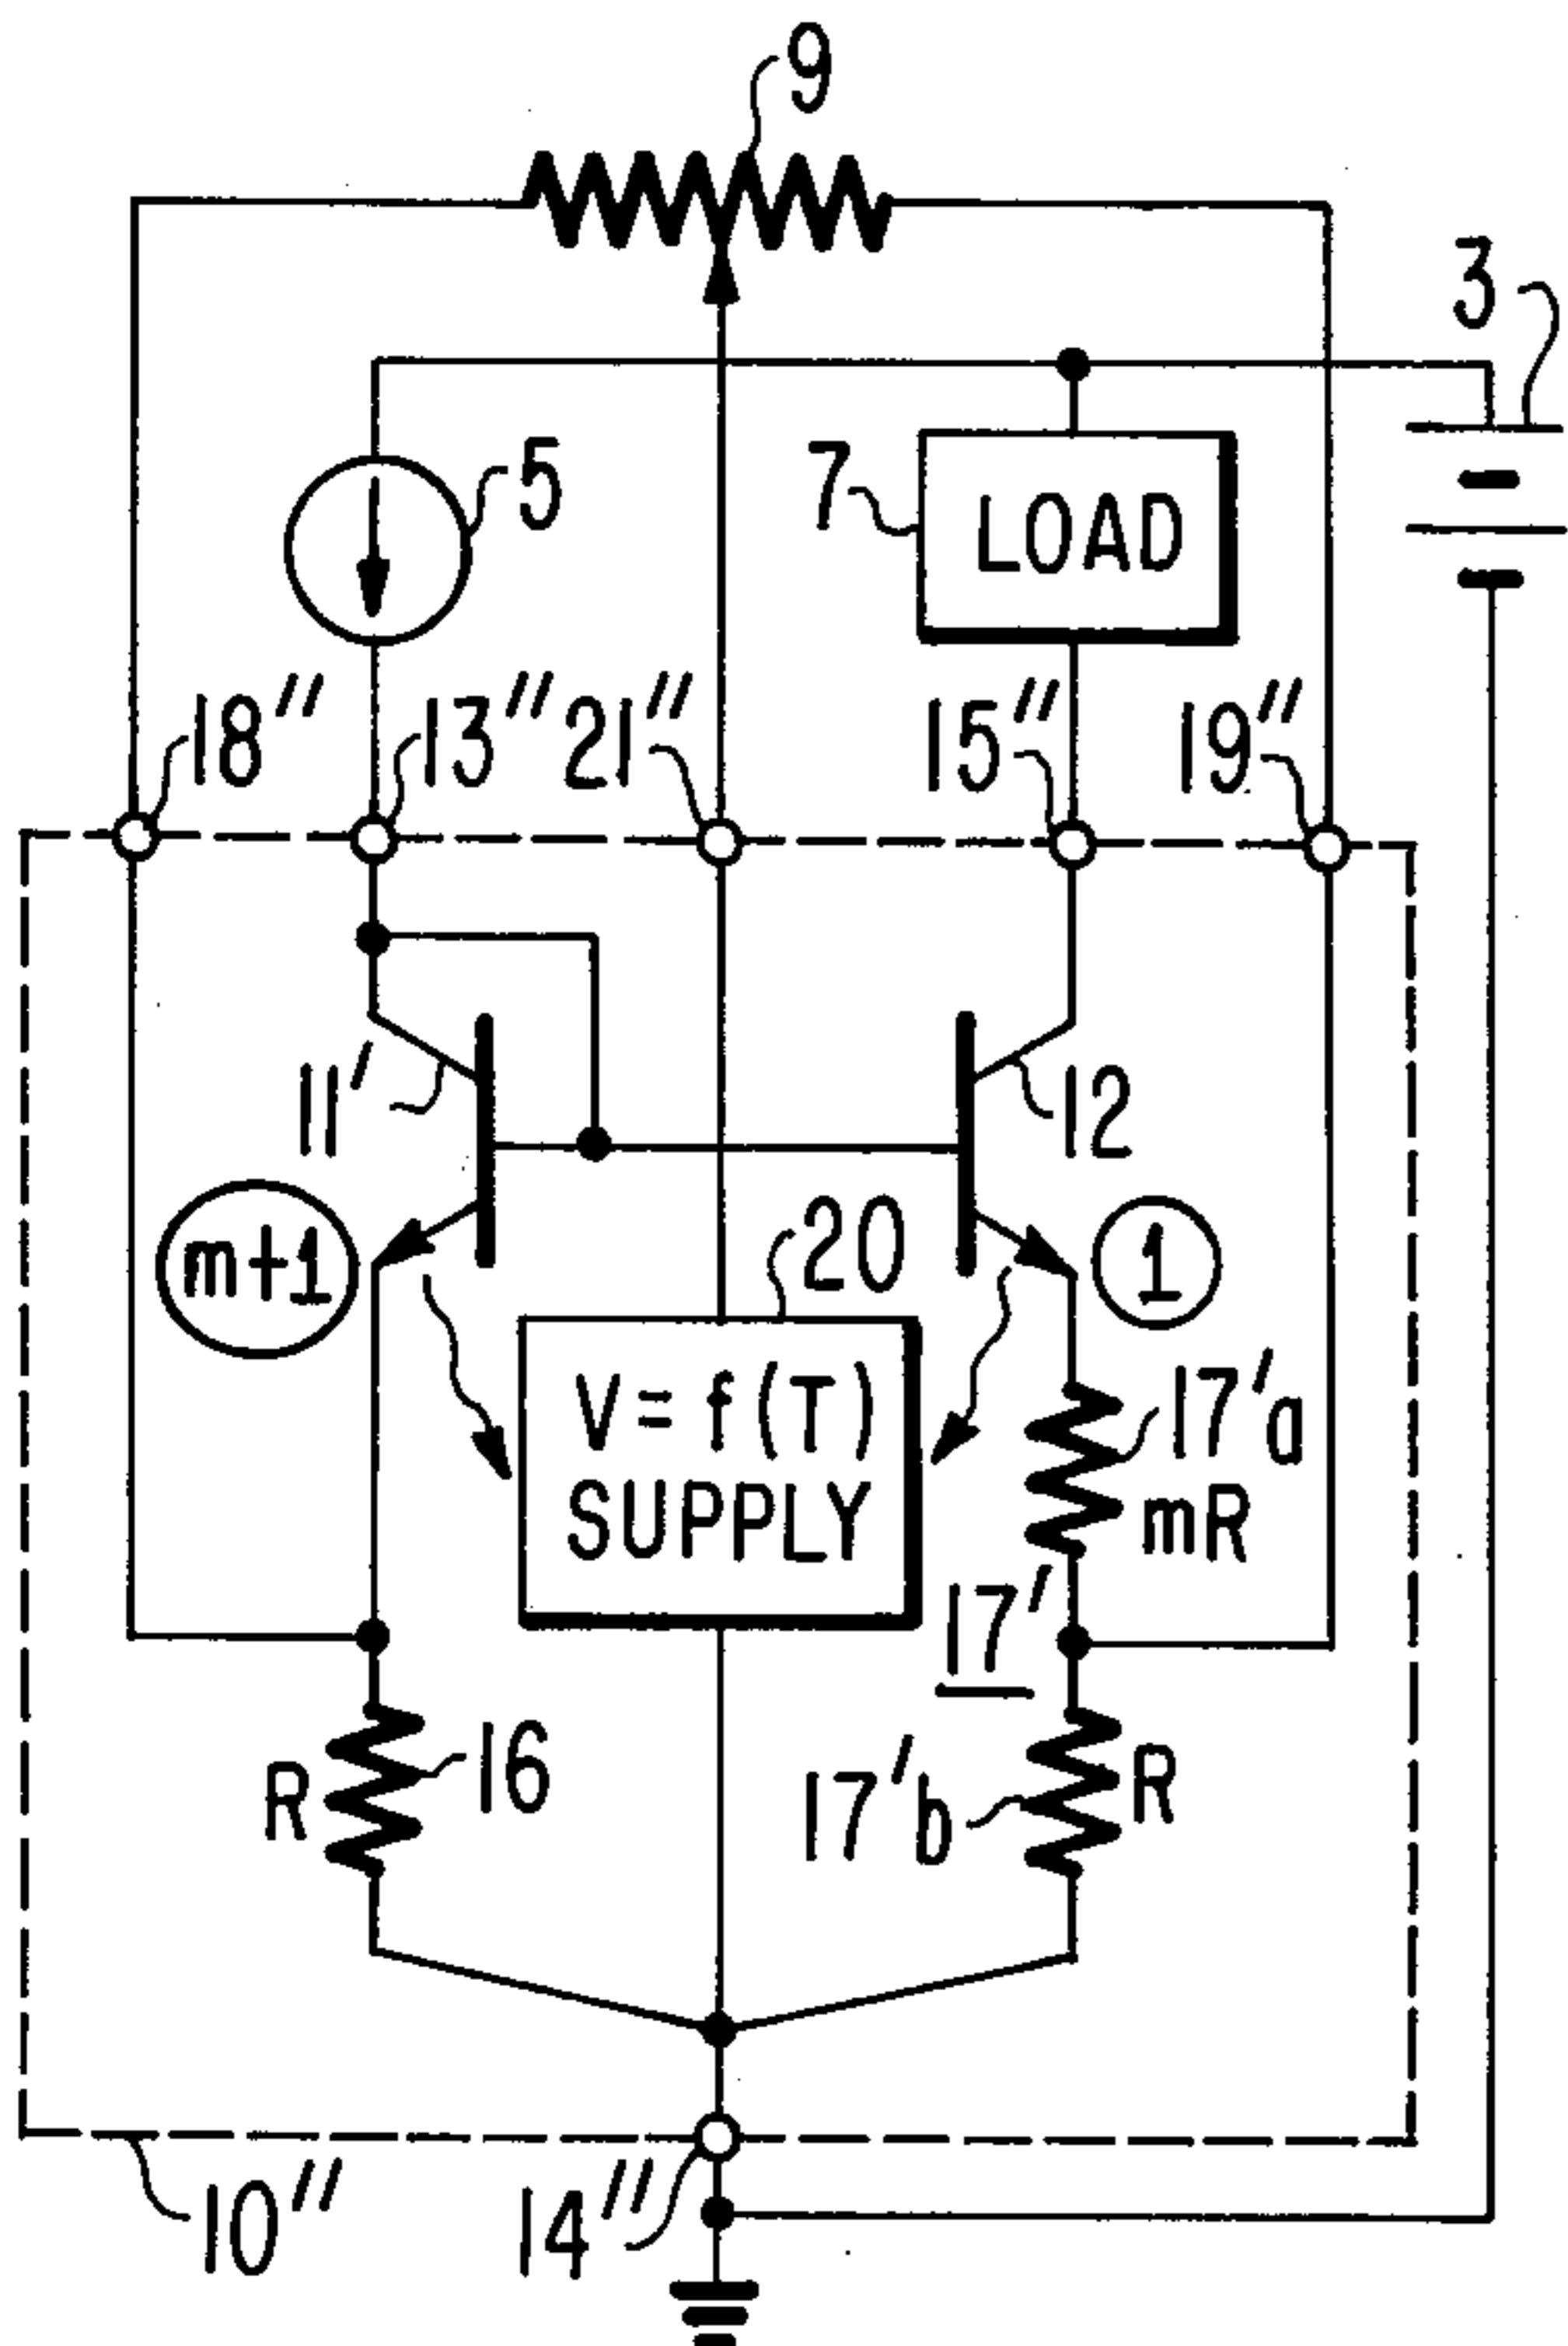 9
3
5
7
LOAD
18"
13"
21"
15"
19"
11'
12
m+1
20
1
V=f(T)
SUPPLY
17'a
mR
17'
R
16
17'b
R
10"
14"